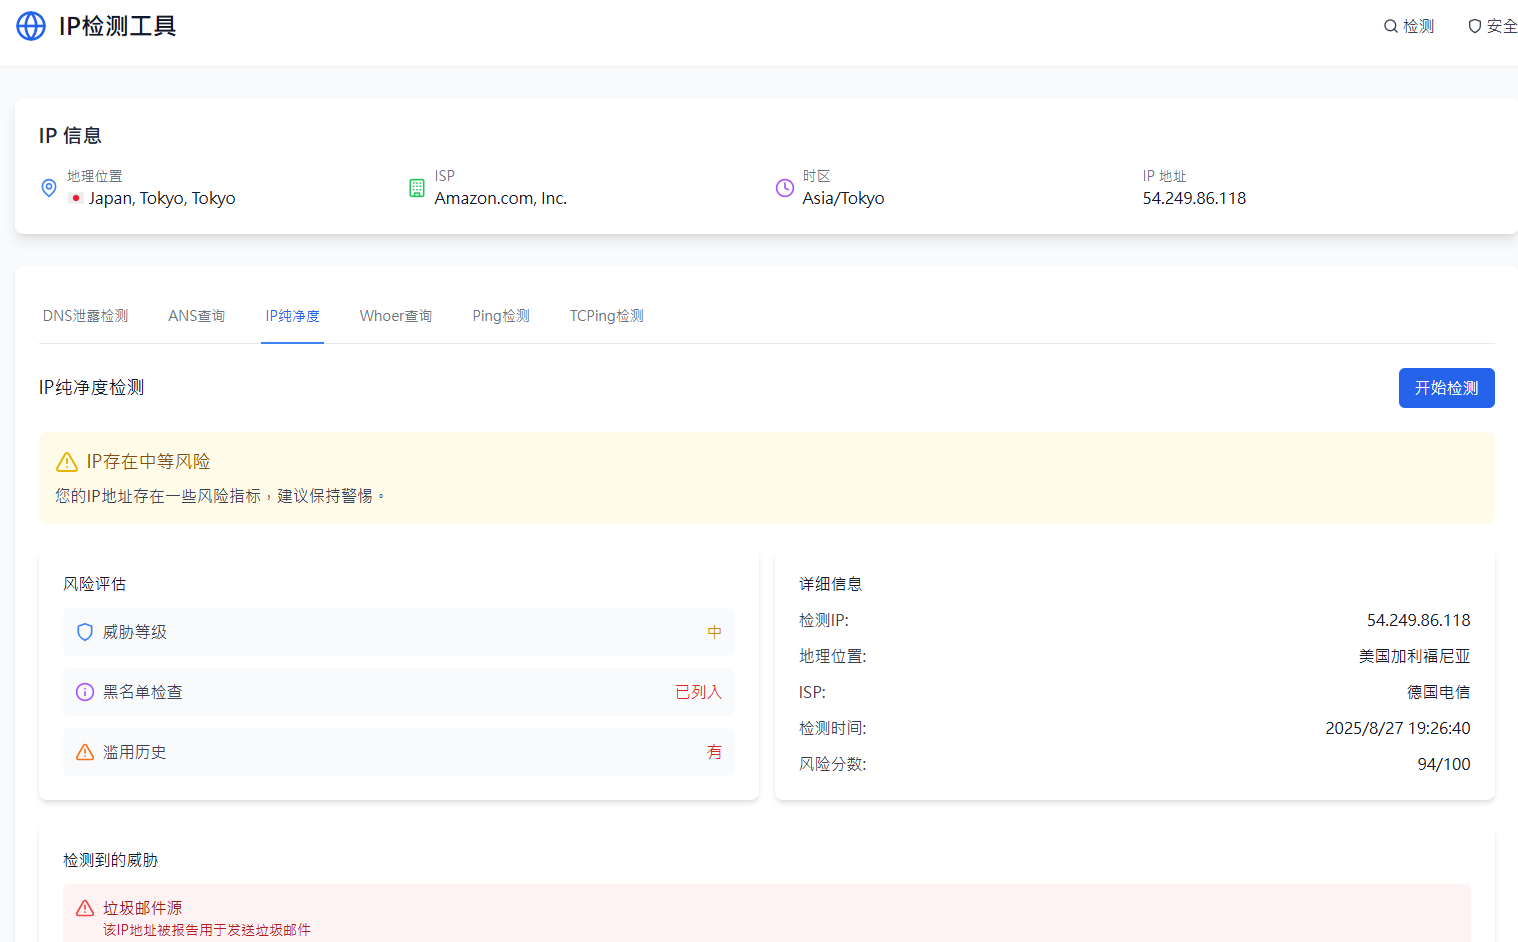 IP检测工具
检测
安全
IP 信息
地理位置
Japan, Tokyo, Tokyo
ISP
Amazon.com, Inc.
时区
Asia/Tokyo
IP 地址
54.249.86.118
DNS泄露检测 ANS查询 IP纯净度 Whoer查询 Ping检测 TCPing检测
IP纯净度检测
开始检测
IP存在中等风险
您的IP地址存在一些风险指标，建议保持警惕。
风险评估
威胁等级 中
黑名单检查 已列入
滥用历史 有
详细信息
检测IP: 54.249.86.118
地理位置: 美国加利福尼亚
ISP: 德国电信
检测时间: 2025/8/27 19:26:40
风险分数: 94/100
检测到的威胁
垃圾邮件源
该IP地址被报告用于发送垃圾邮件